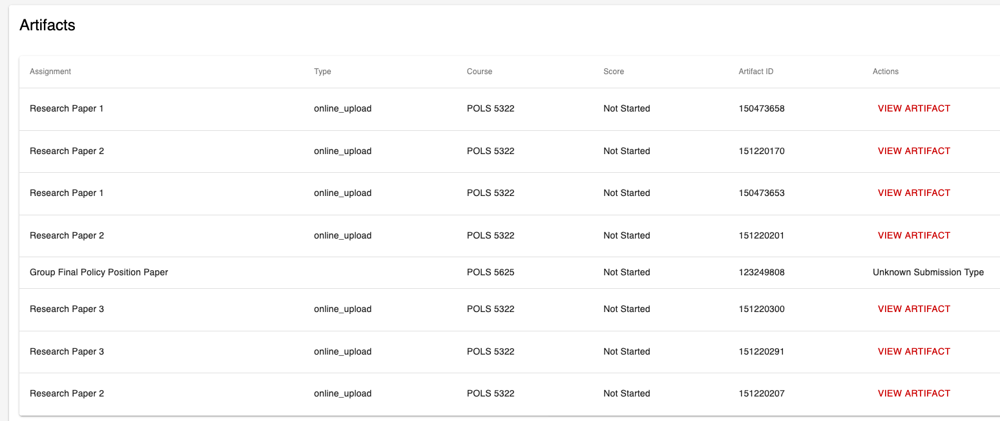 Artifacts
Assignment Type Course Score Artifact ID Actions
Research Paper 1 online_upload POLS 5322 Not Started 150473658 VIEW ARTIFACT
Research Paper 2 online_upload POLS 5322 Not Started 151220170 VIEW ARTIFACT
Research Paper 1 online_upload POLS 5322 Not Started 150473653 VIEW ARTIFACT
Research Paper 2 online_upload POLS 5322 Not Started 151220201 VIEW ARTIFACT
Group Final Policy Position Paper POLS 5625 Not Started 123249808 Unknown Submission Type
Research Paper 3 online_upload POLS 5322 Not Started 151220300 VIEW ARTIFACT
Research Paper 3 online_upload POLS 5322 Not Started 151220291 VIEW ARTIFACT
Research Paper 2 online_upload POLS 5322 Not Started 151220207 VIEW ARTIFACT